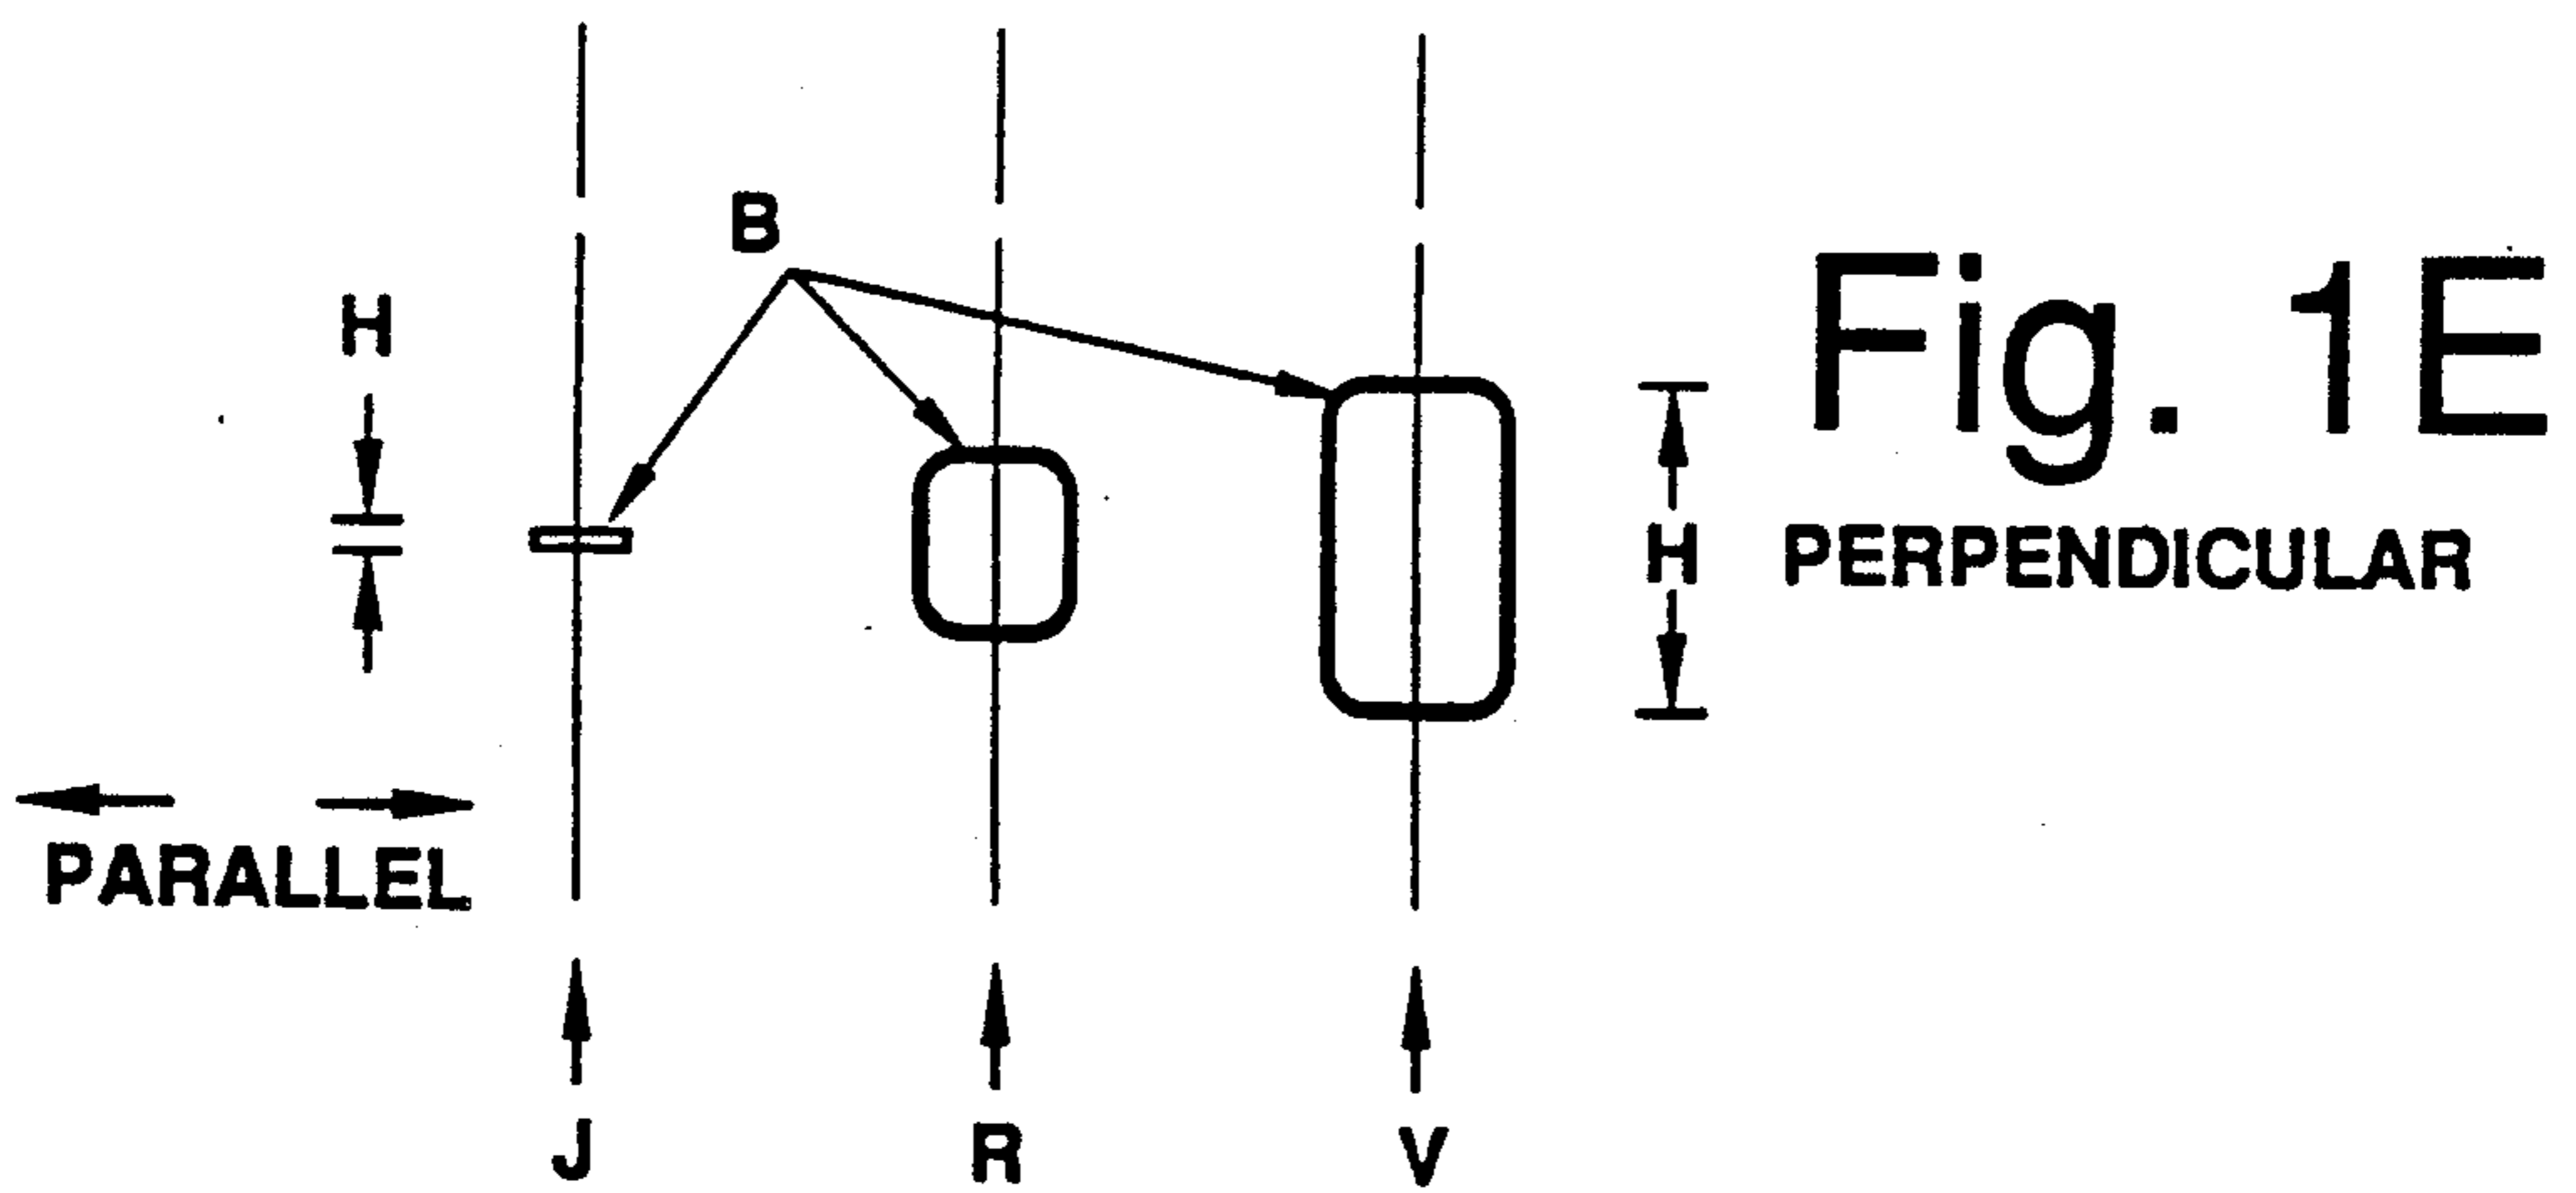 B
H
Fig. 1E
H PERPENDICULAR
PARALLEL
J R V